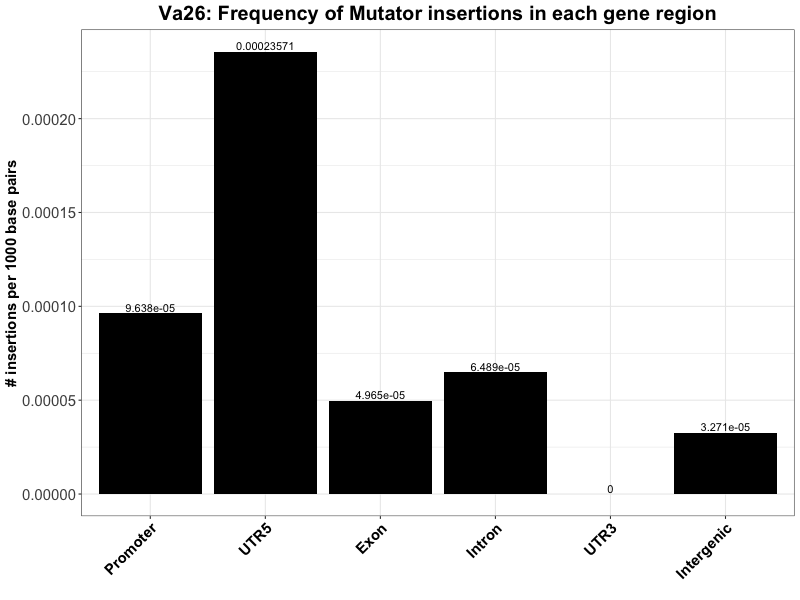 Va26: Frequency of Mutator insertions in each gene region
# insertions per 1000 base pairs
0.00020
0.00015
0.00010
0.00005
0.00000
9.638e-05
0.00023571
4.965e-05
6.489e-05
0
3.271e-05
Promoter
UTR5
Exon
Intron
UTR3
Intergenic